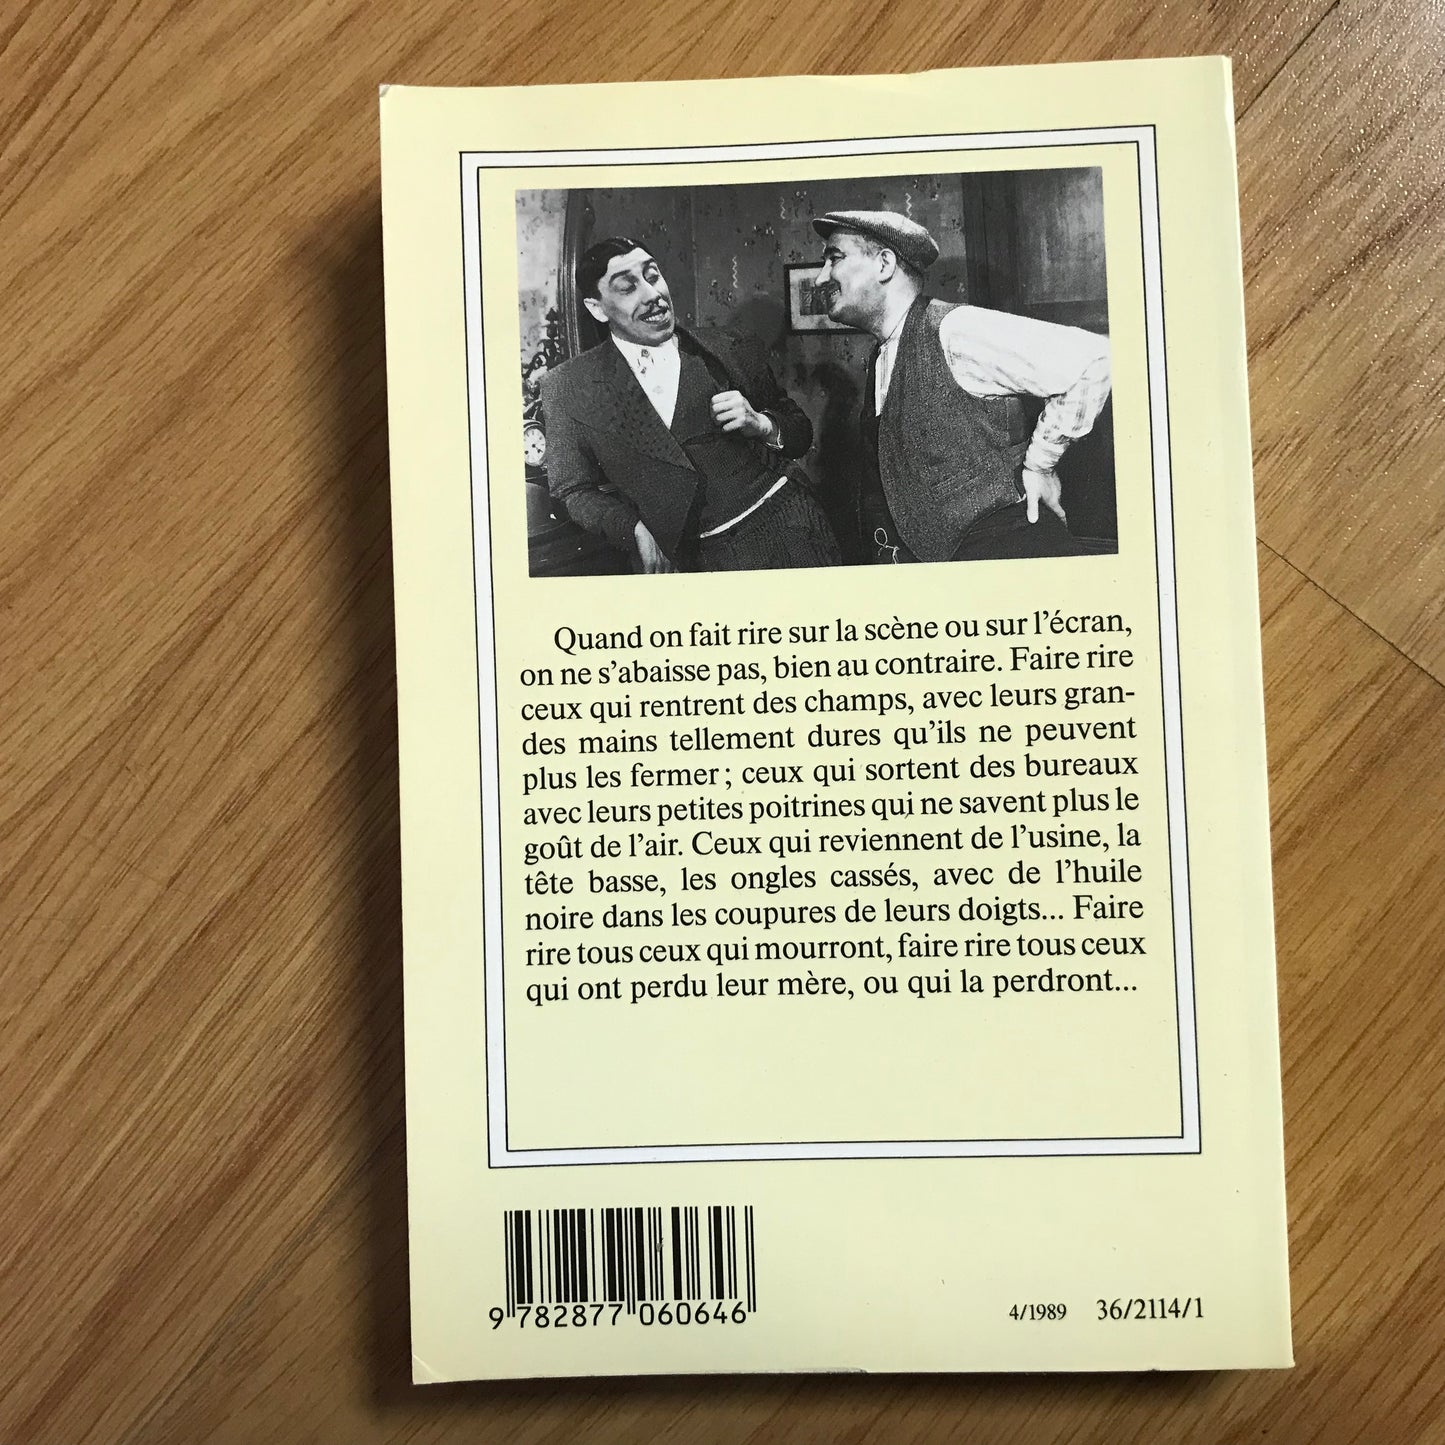 Quand on fait rire sur la scène ou sur l'écran,
on ne s'abaisse pas, bien au contraire. Faire rire
ceux qui rentrent des champs, avec leurs gran-
des mains tellement dures qu'ils ne peuvent
plus les fermer ; ceux qui sortent des bureaux
avec leurs petites poitrines qui ne savent plus le
goût de l'air. Ceux qui reviennent de l'usine, la
tête basse, les ongles cassés, avec de l'huile
noire dans les coupures de leurs doigts... Faire
rire tous ceux qui mourront, faire rire tous ceux
qui ont perdu leur mère, ou qui la perdront...
9 782877 060646
4/1989 36/2114/1